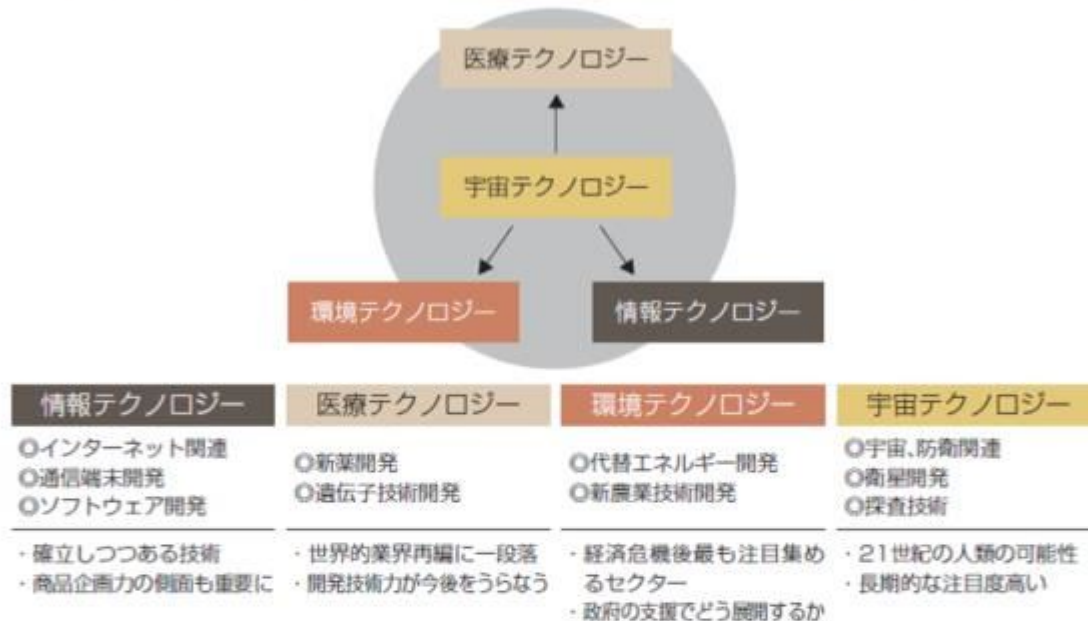 医療テクノロジー
宇宙テクノロジー
環境テクノロジー
情報テクノロジー
情報テクノロジー
◎インターネット関連
◎通信端末開発
◎ソフトウェア開発
・確立しつつある技術
・商品企画力の側面も重要に
医療テクノロジー
◎新薬開発
◎遺伝子技術開発
・世界的業界再編に一段落
・開発技術力が今後をうらなう
環境テクノロジー
◎代替エネルギー開発
◎新農業技術開発
・経済危機後最も注目集め
るセクター
・政府の支援でどう展開するか
宇宙テクノロジー
◎宇宙、防衛関連
◎衛星開発
◎探査技術
・21世紀の人類の可能性
・長期的な注目度高い